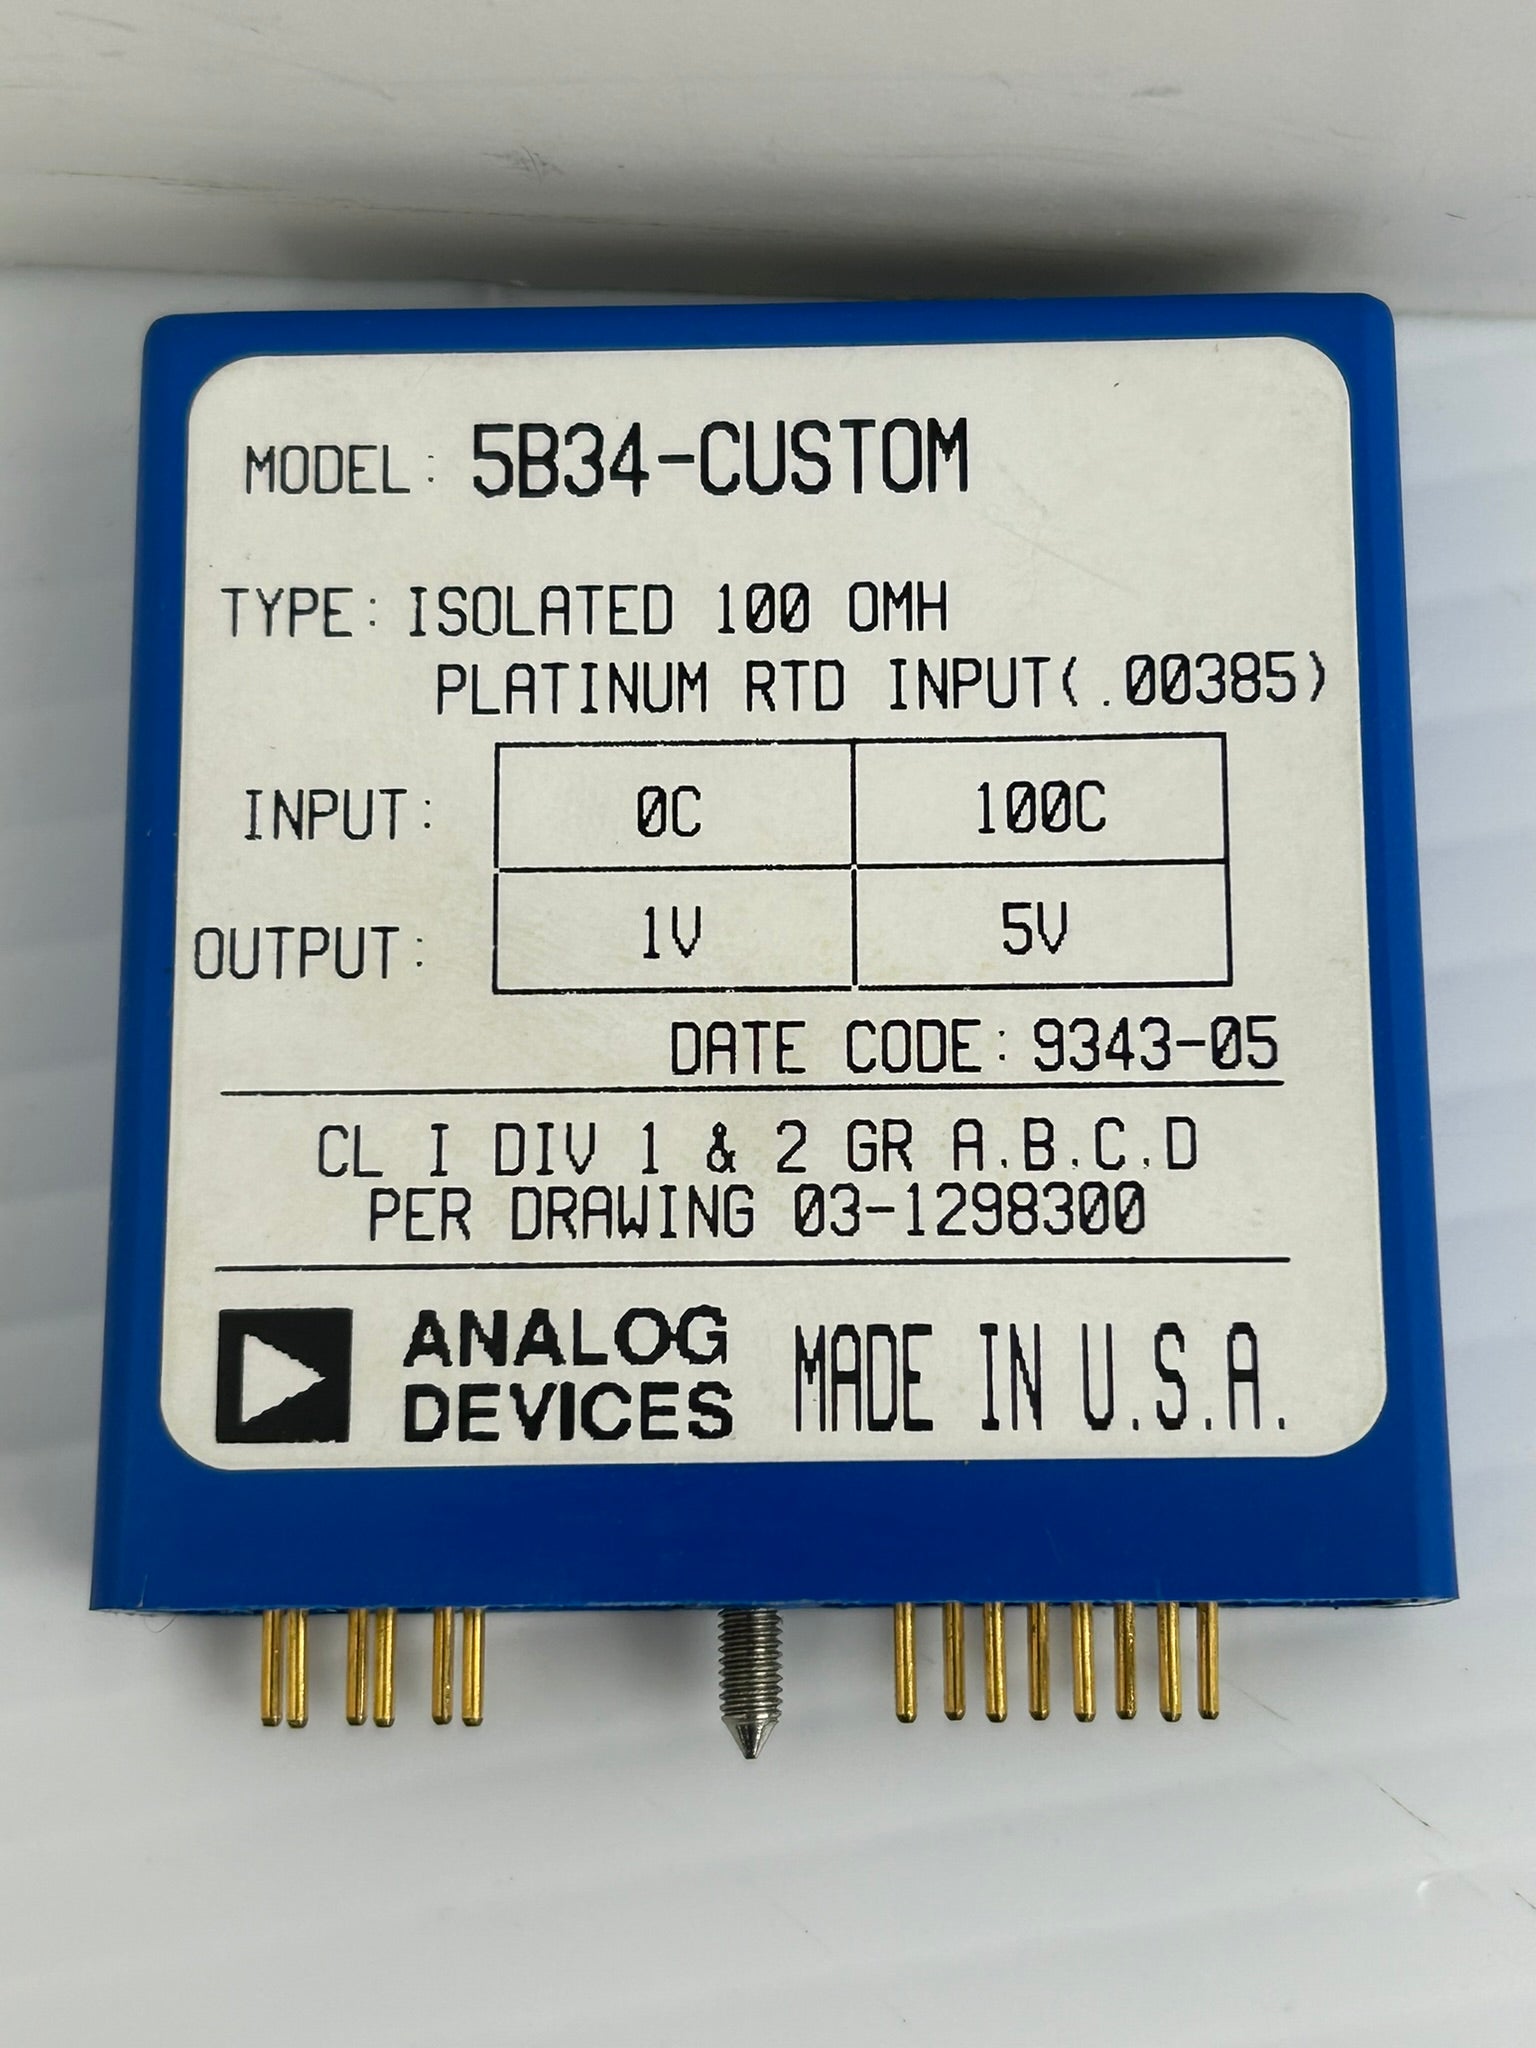 MODEL: 5B34-CUSTOM
TYPE: ISOLATED 100 OMH
PLATINUM RTD INPUT(.00385)
INPUT: 0C 100C
OUTPUT: 1V 5V
DATE CODE: 9343-05
CL I DIV 1 & 2 GR A.B.C.D
PER DRAWING 03-1298300
ANALOG DEVICES MADE IN U.S.A.